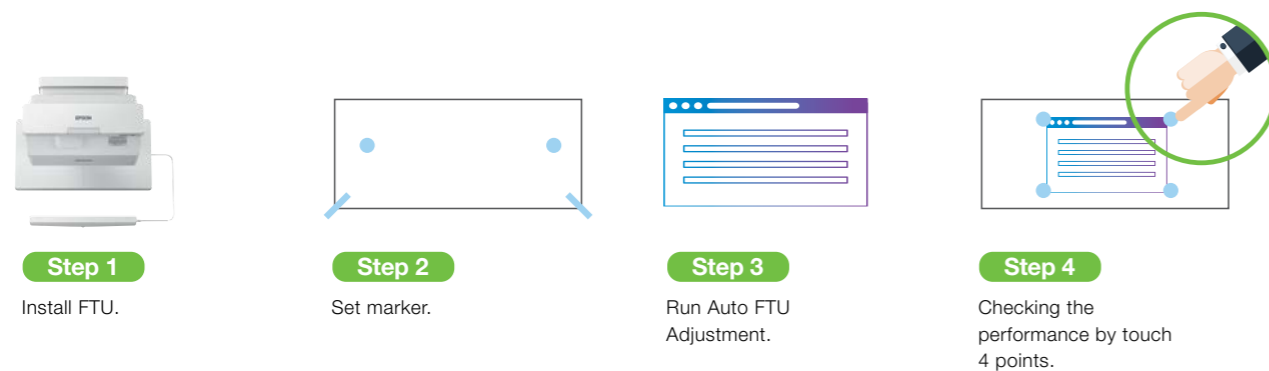 EPSON
Step 1
Install FTU.
Step 2
Set marker.
Step 3
Run Auto FTU
Adjustment.
Step 4
Checking the
performance by touch
4 points.